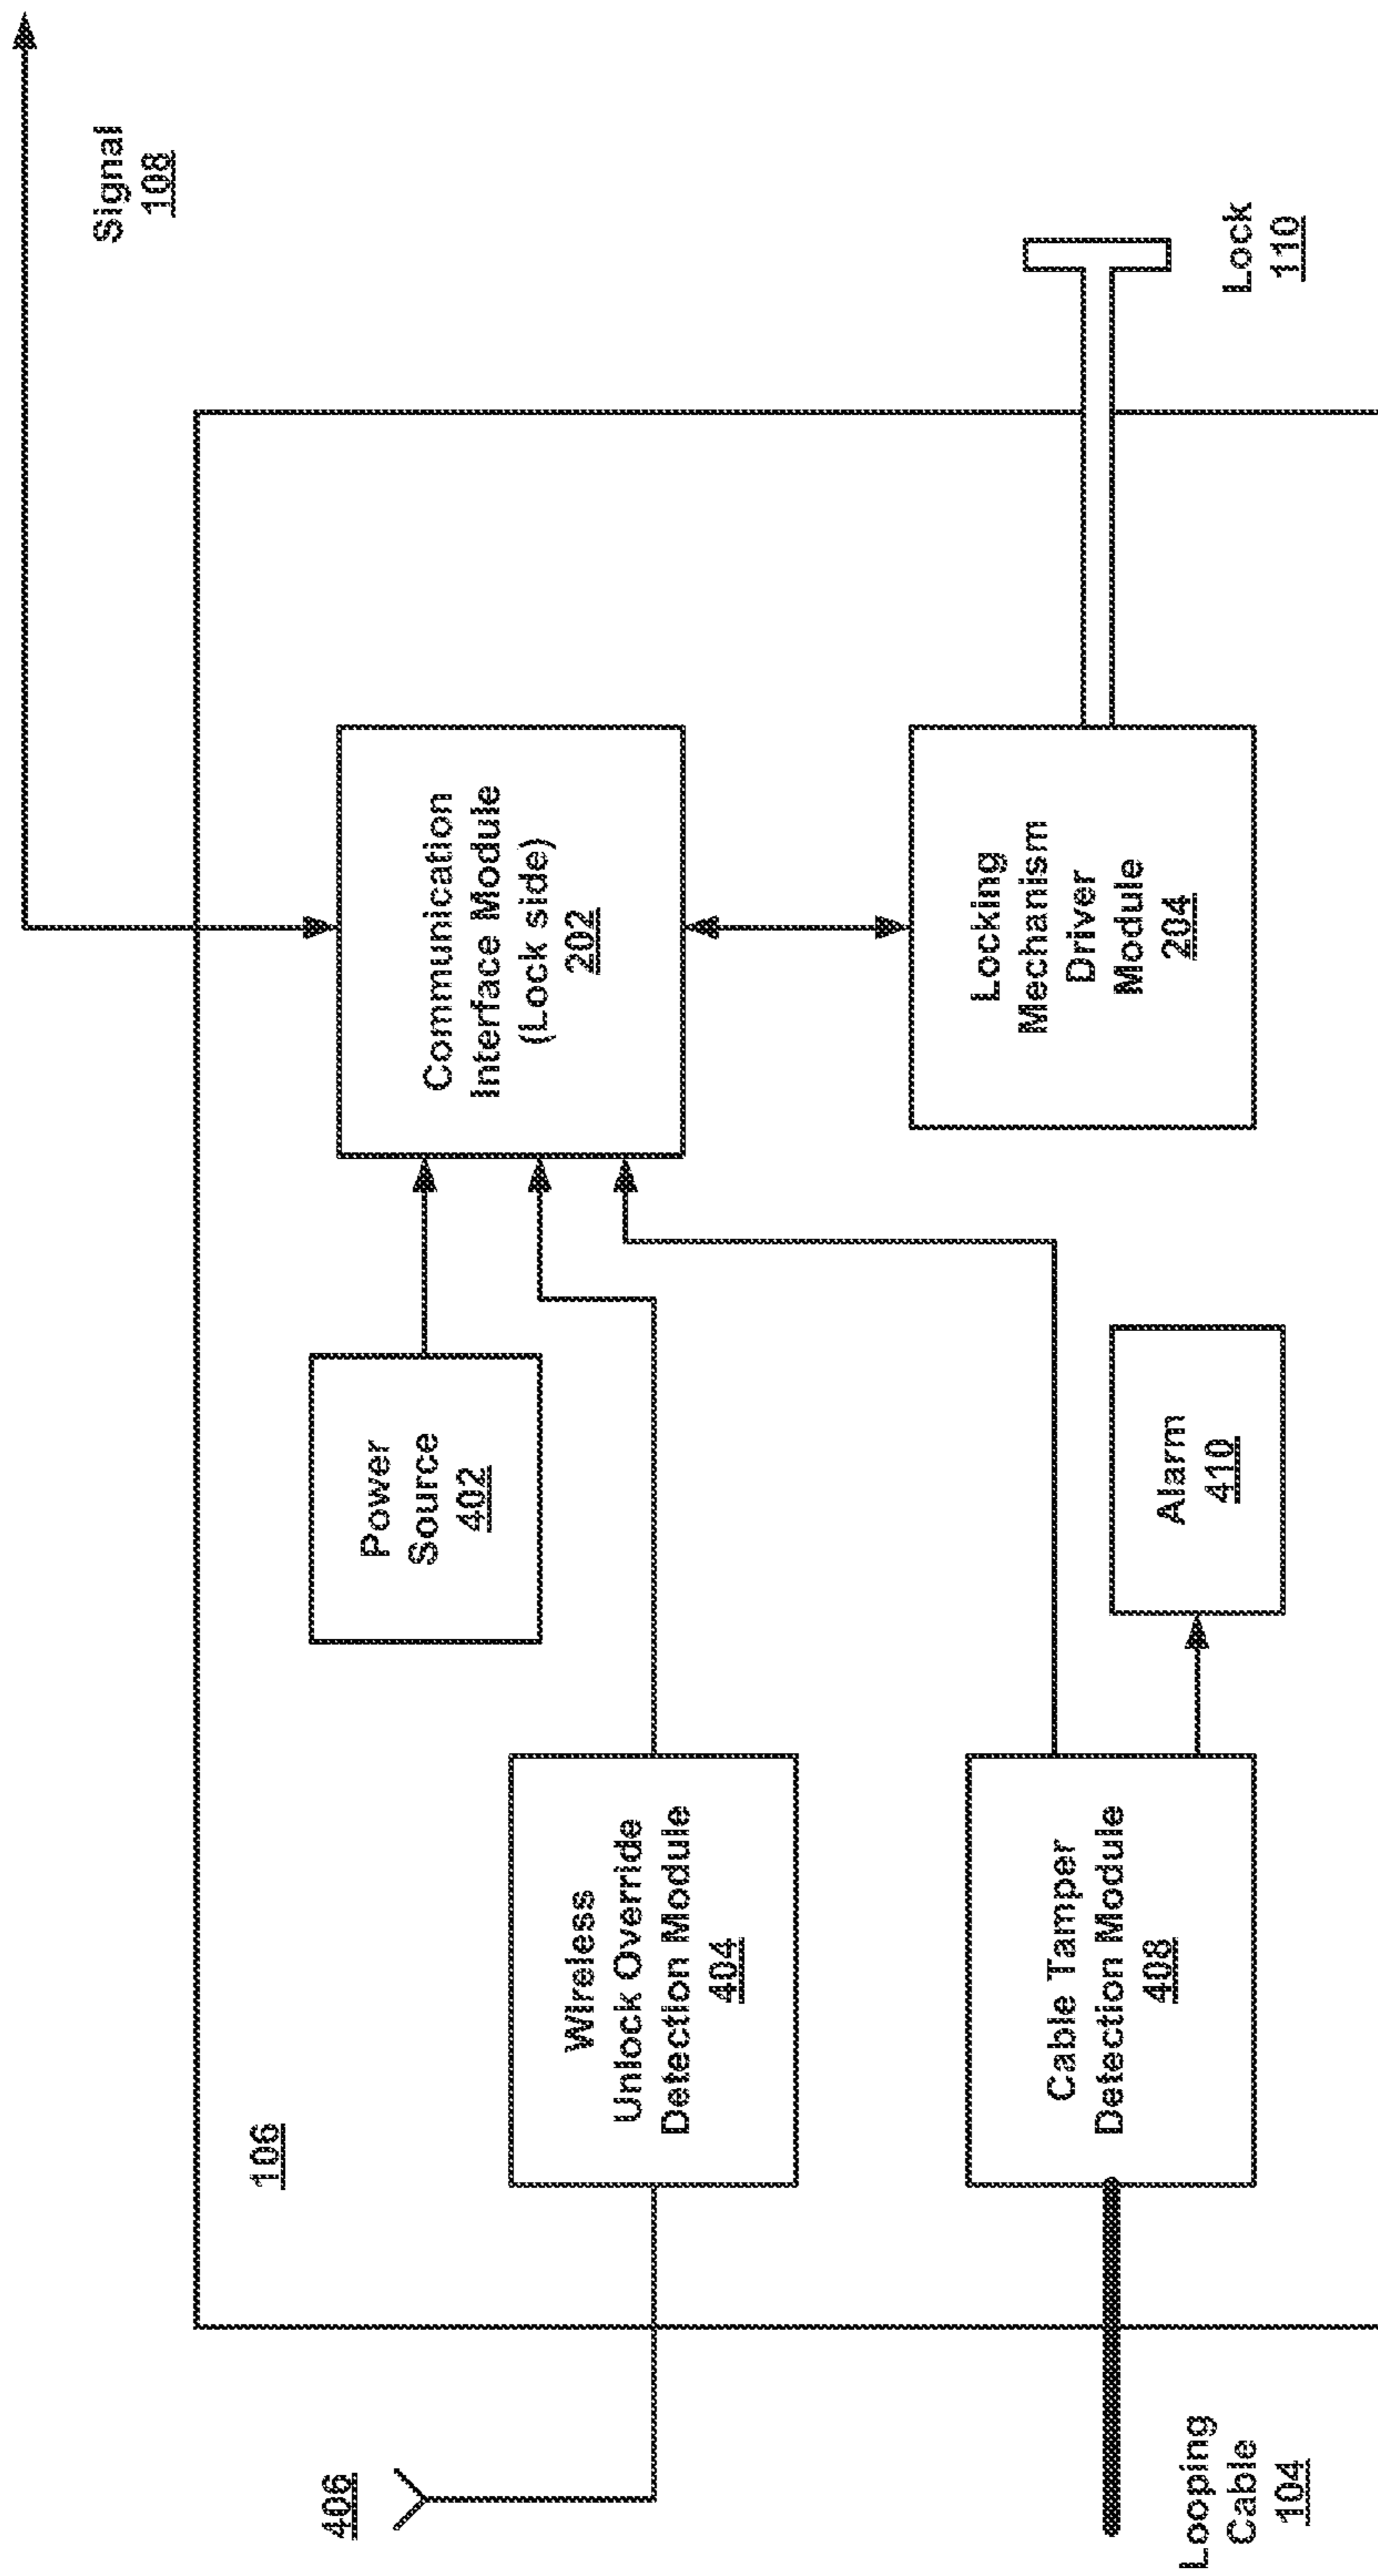 Signal
108
106
Power
Source
402
Communication
Interface Module
(Lock side)
202
406
Wireless
Unlock Override
Detection Module
404
Locking
Mechanism
Driver
Module
204
Cable Tamper
Detection Module
408
Alarm
410
Lock
110
Looping
Cable
104